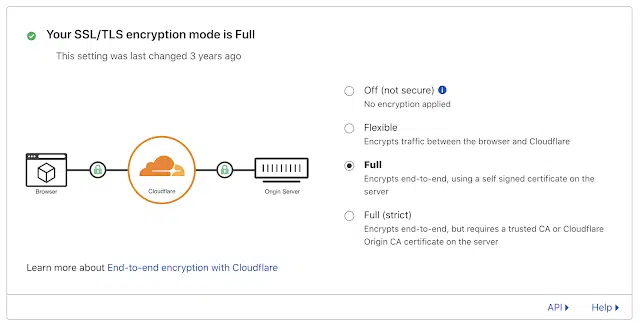 Your SSL/TLS encryption mode is Full
This setting was last changed 3 years ago
Off (not secure)
No encryption applied
Flexible
Encrypts traffic between the browser and Cloudflare
Full
Encrypts end-to-end, using a self signed certificate on the
server
Full (strict)
Encrypts end-to-end, but requires a trusted CA or Cloudflare
Origin CA certificate on the server
Browser
Cloudflare
Origin Server
Learn more about End-to-end encryption with Cloudflare
API
Help